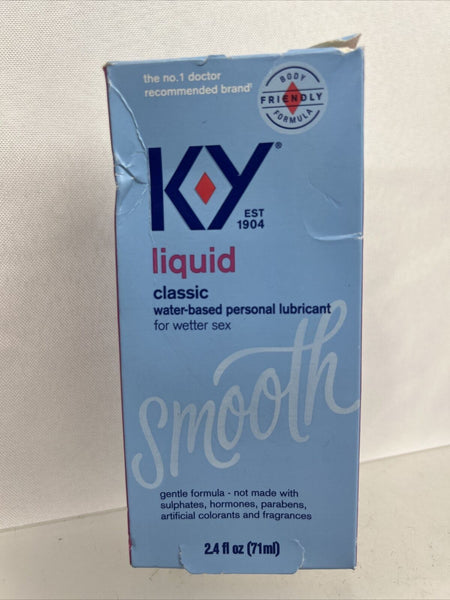 the no.1 doctor
recommended brand®
BODY
FRIENDLY
FORMULA
KY®
EST
1904
liquid
classic
water-based personal lubricant
for wetter sex
smooth
gentle formula - not made with
sulphates, hormones, parabens,
artificial colorants and fragrances
2.4 fl oz (71ml)